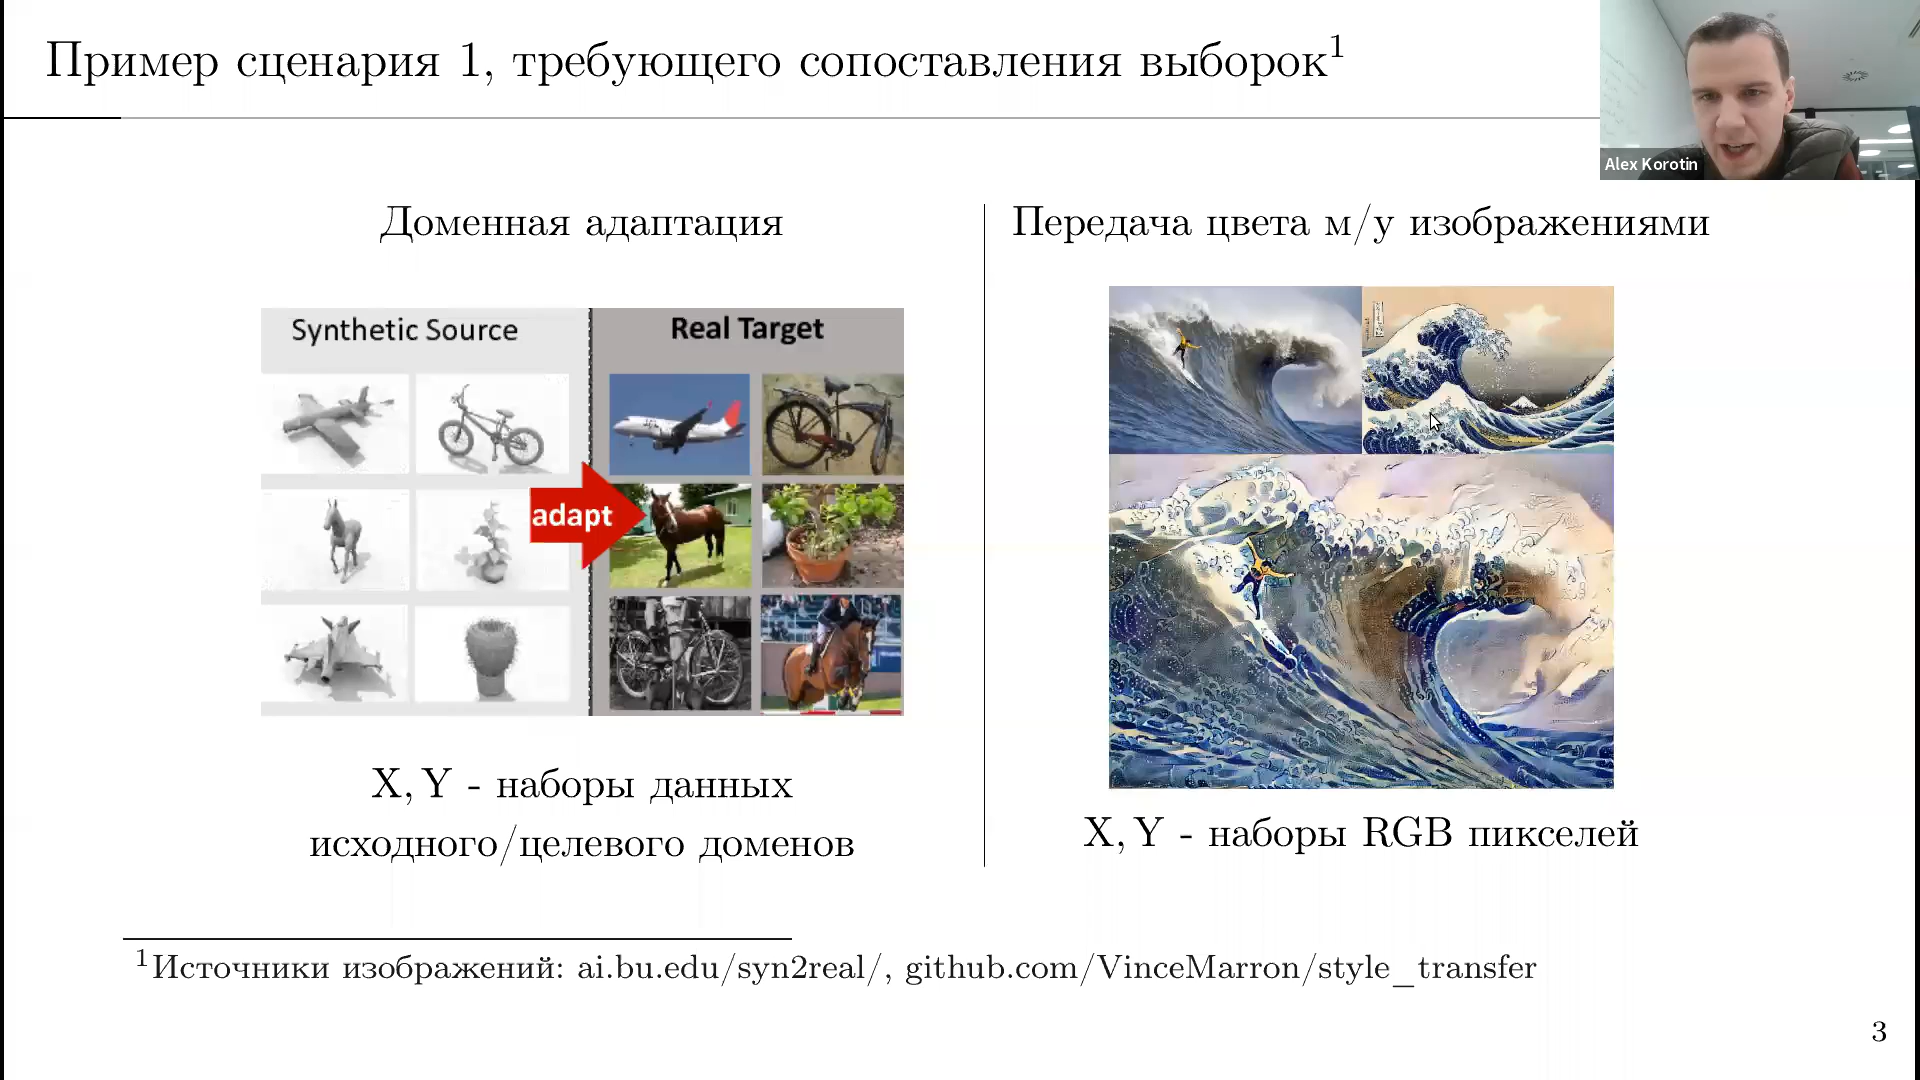 Пример сценария 1, требующего сопоставления выборок¹
Alex Korotin
Доменная адаптация
Synthetic Source
Real Target
adapt
X, Y - наборы данных
исходного/целевого доменов
Передача цвета м/у изображениями
X, Y - наборы RGB пикселей
¹Источники изображений: ai.bu.edu/syn2real/, github.com/VinceMarron/style_transfer
3